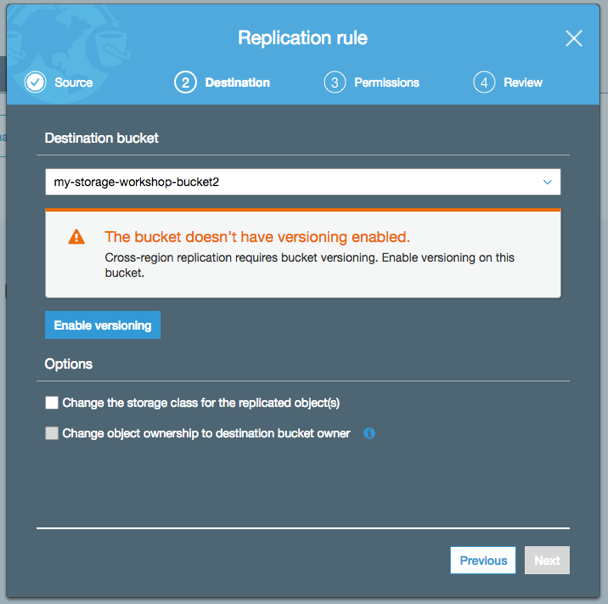 Replication rule
Source
2 Destination
3 Permissions
4 Review
Destination bucket
my-storage-workshop-bucket2
The bucket doesn't have versioning enabled.
Cross-region replication requires bucket versioning. Enable versioning on this
bucket.
Enable versioning
Options
Change the storage class for the replicated object(s)
Change object ownership to destination bucket owner
Previous
Next